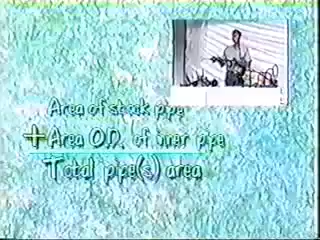 Area of stock pipe
+ Area O.D. of inner pipe
Total pipe(s) area